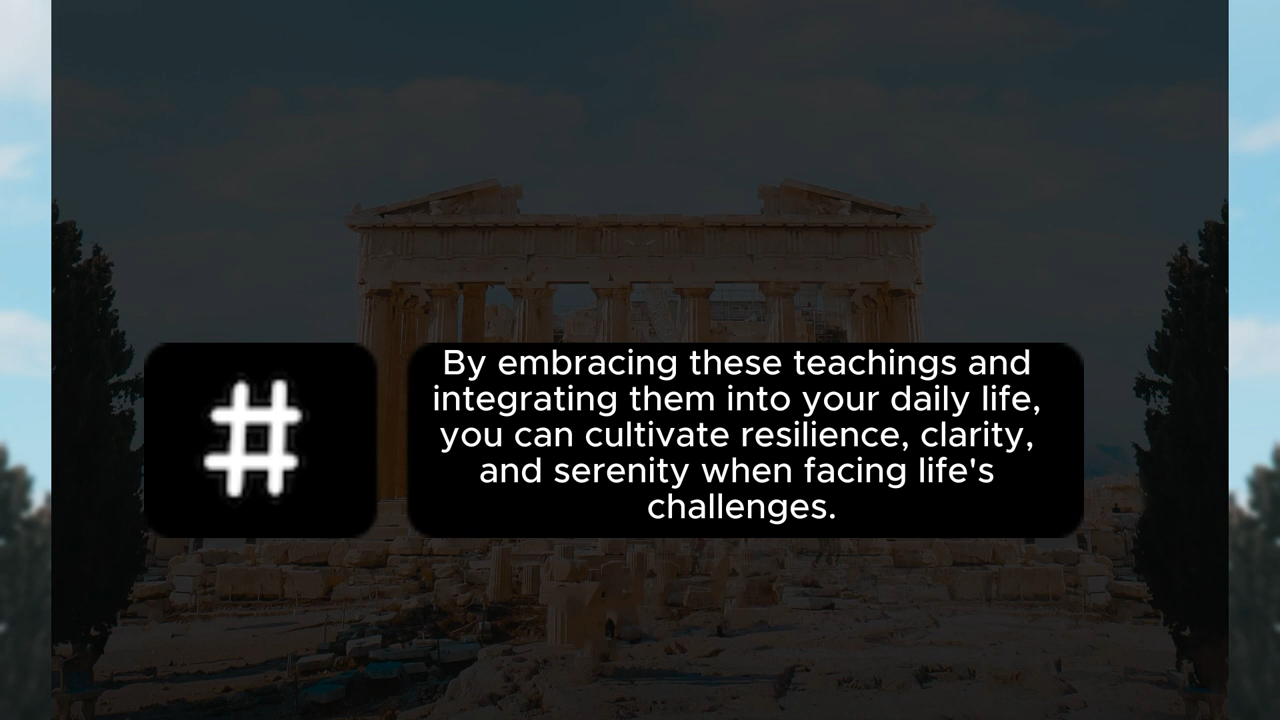 #
By embracing these teachings and
integrating them into your daily life,
you can cultivate resilience, clarity,
and serenity when facing life's
challenges.